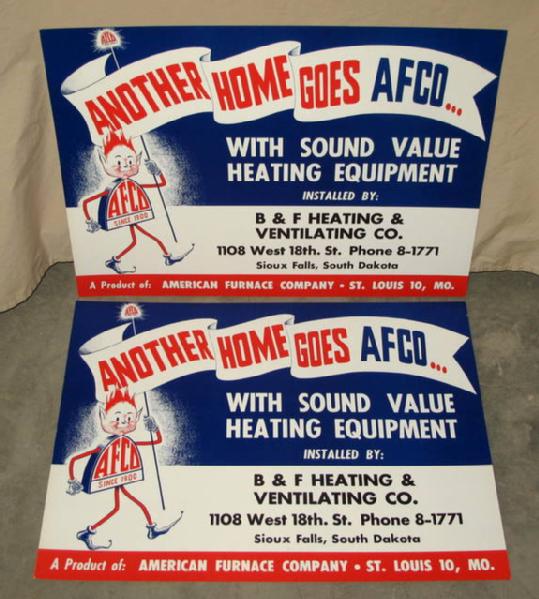 AFCO
ANOTHER HOME GOES AFCO...
WITH SOUND VALUE
HEATING EQUIPMENT
INSTALLED BY:
AFCO
SINCE 1900
B & F HEATING &
VENTILATING CO.
1108 West 18th. St. Phone 8-1771
Sioux Falls, South Dakota
A Product of: AMERICAN FURNACE COMPANY • ST. LOUIS 10, MO.
AFCO
ANOTHER HOME GOES AFCO...
WITH SOUND VALUE
HEATING EQUIPMENT
INSTALLED BY:
AFCO
SINCE 1900
B & F HEATING &
VENTILATING CO.
1108 West 18th. St. Phone 8-1771
Sioux Falls, South Dakota
A Product of: AMERICAN FURNACE COMPANY • ST. LOUIS 10, MO.